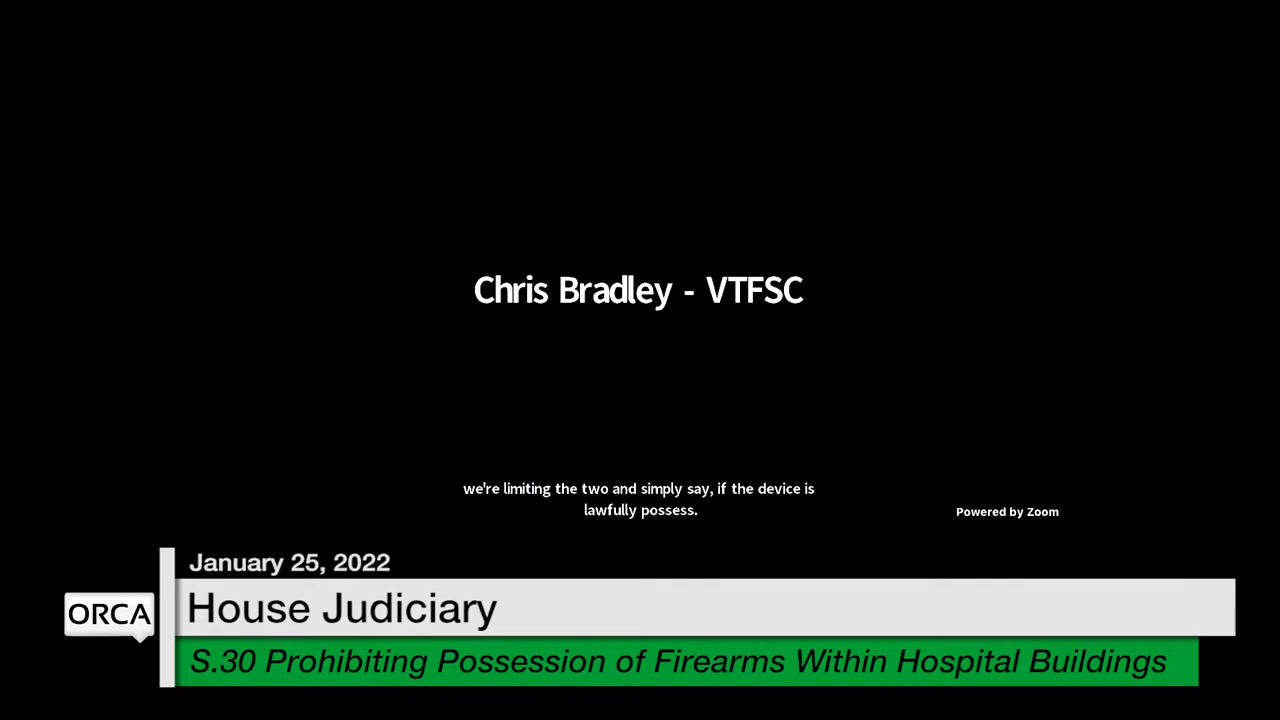 Chris Bradley - VTFSC
we're limiting the two and simply say, if the device is
lawfully possess.
Powered by Zoom
January 25, 2022
ORCA
House Judiciary
S.30 Prohibiting Possession of Firearms Within Hospital Buildings